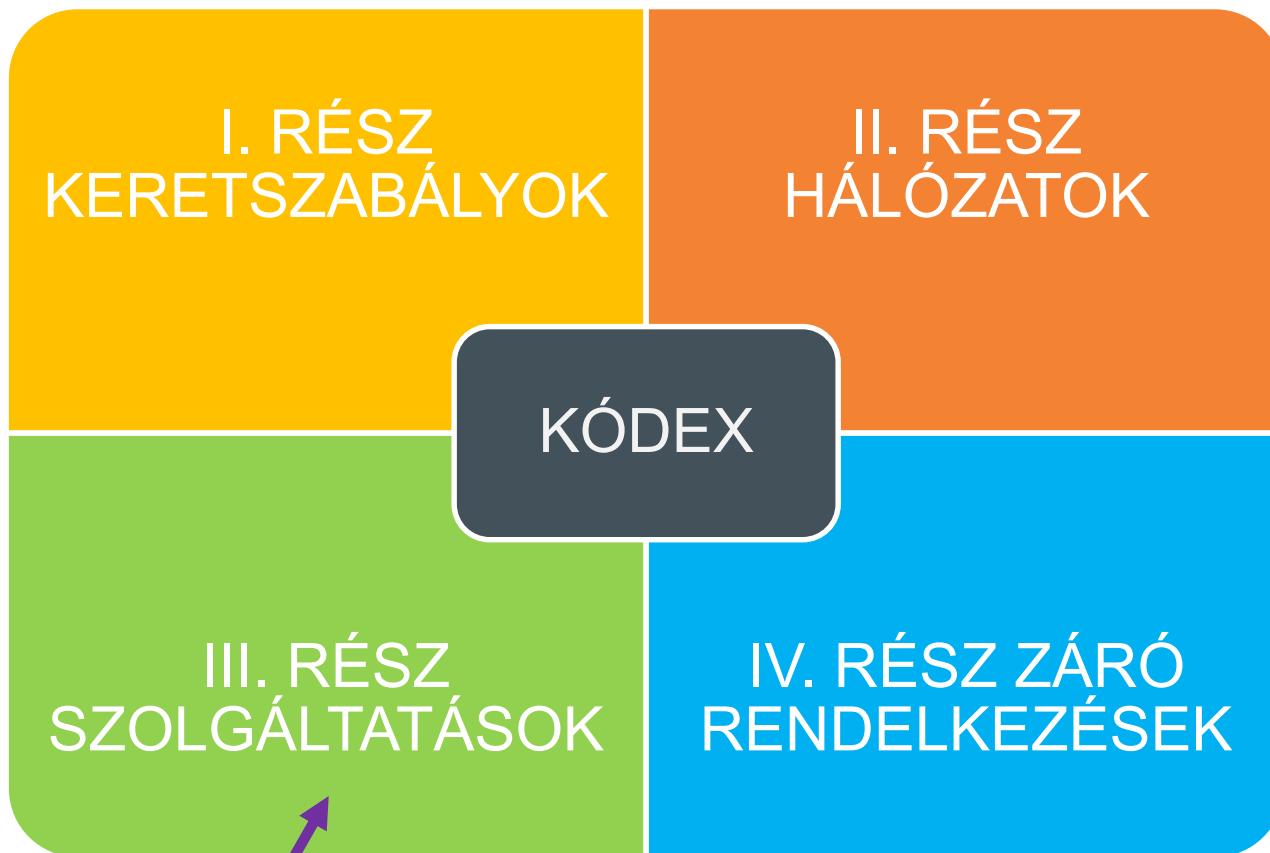 I. RÉSZ
KERETSZABÁLYOK
II. RÉSZ
HÁLÓZATOK
KÓDEX
III. RÉSZ
SZOLGÁLTATÁSOK
IV. RÉSZ ZÁRÓ
RENDELKEZÉSEK